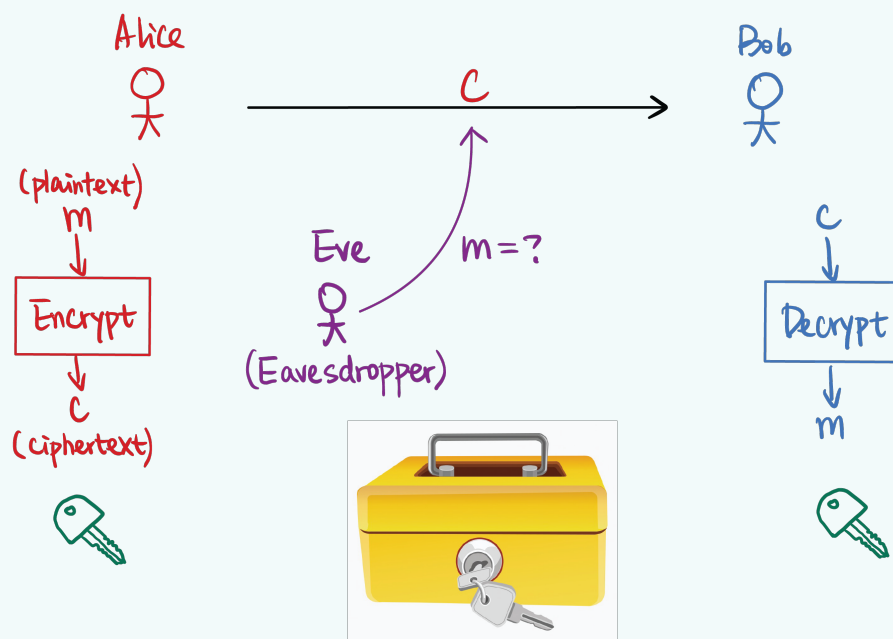 Alice
Bob
C
(plaintext)
m
Encrypt
C
(ciphertext)
Eve
m=?
(Eavesdropper)
C
Decrypt
m